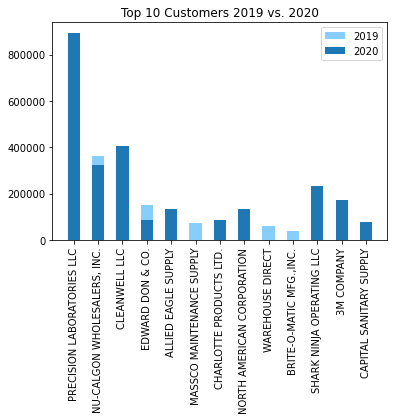 Top 10 Customers 2019 vs. 2020
2019
2020
800000
600000
400000
200000
0
PRECISION LABORATORIES LLC
NU-CALGON WHOLESALERS, INC.
CLEANWELL LLC
EDWARD DON & CO.
ALLIED EAGLE SUPPLY
MASSCO MAINTENANCE SUPPLY
CHARLOTTE PRODUCTS LTD.
NORTH AMERICAN CORPORATION
WAREHOUSE DIRECT
BRITE-O-MATIC MFG.,INC.
SHARK NINJA OPERATING LLC
3M COMPANY
CAPITAL SANITARY SUPPLY